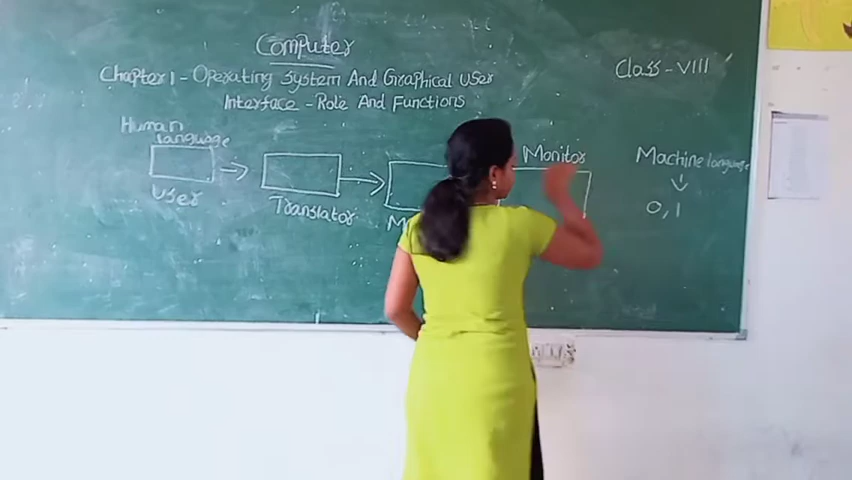 Computer
Chapter 1 - Operating System And Graphical User
Interface - Role And Functions
Class - VIII
Human
language
User
Translator
Monitor
Machine language
0,1